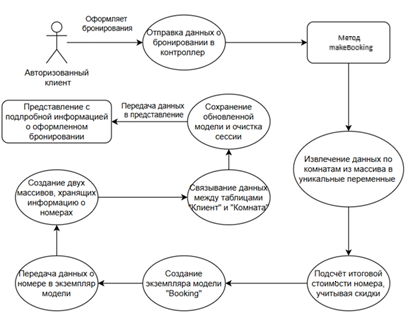 Оформляет
бронирования
Авторизованный
клиент
Отправка данных о
бронировании в
контроллер
Метод
makeBooking
Извлечение данных по
комнатам из массива в
уникальные переменные
Подсчёт итоговой
стоимости номера,
учитывая скидки
Создание
экземпляра модели
"Booking"
Передача данных о
номере в экземпляр
модели
Создание двух
массивов, хранящих
информацию о
номерах
Связывание данных
между таблицами
"Клиент" и "Комната"
Сохранение
обновленной
модели и очистка
сессии
Передача данных
в представление
Представление с
подробной информацией
о оформленном
бронировании